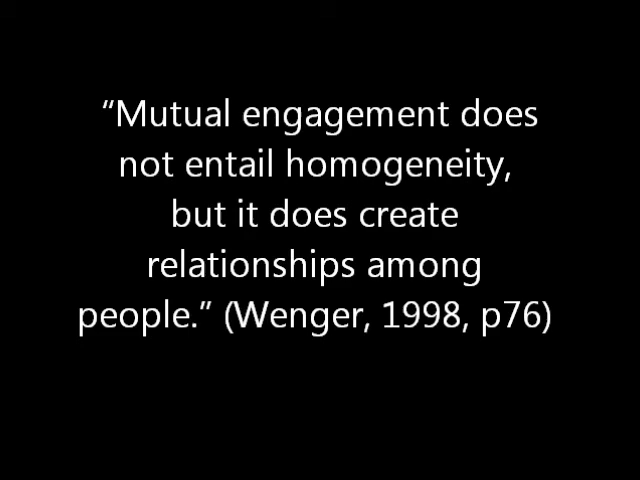 “Mutual engagement does
not entail homogeneity,
but it does create
relationships among
people.” (Wenger, 1998, p76)